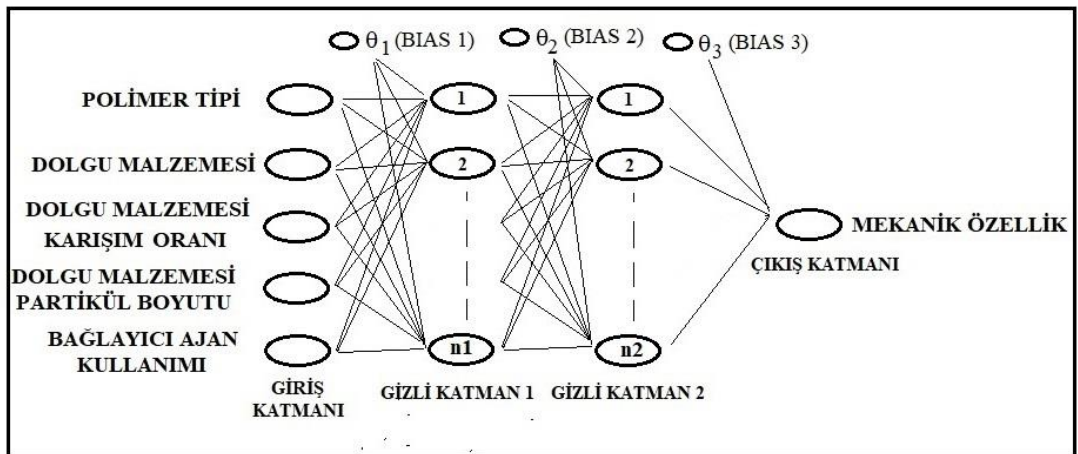 θ1 (BIAS 1)
θ2 (BIAS 2)
θ3 (BIAS 3)
POLİMER TİPİ
1
1
DOLGU MALZEMESİ
2
2
DOLGU MALZEMESİ
KARIŞIM ORANI
MEKANİK ÖZELLİK
ÇIKIŞ KATMANI
DOLGU MALZEMESİ
PARTİKÜL BOYUTU
BAĞLAYICI AJAN
KULLANIMI
n1
n2
GİRİŞ
KATMANI
GİZLİ KATMAN 1
GİZLİ KATMAN 2